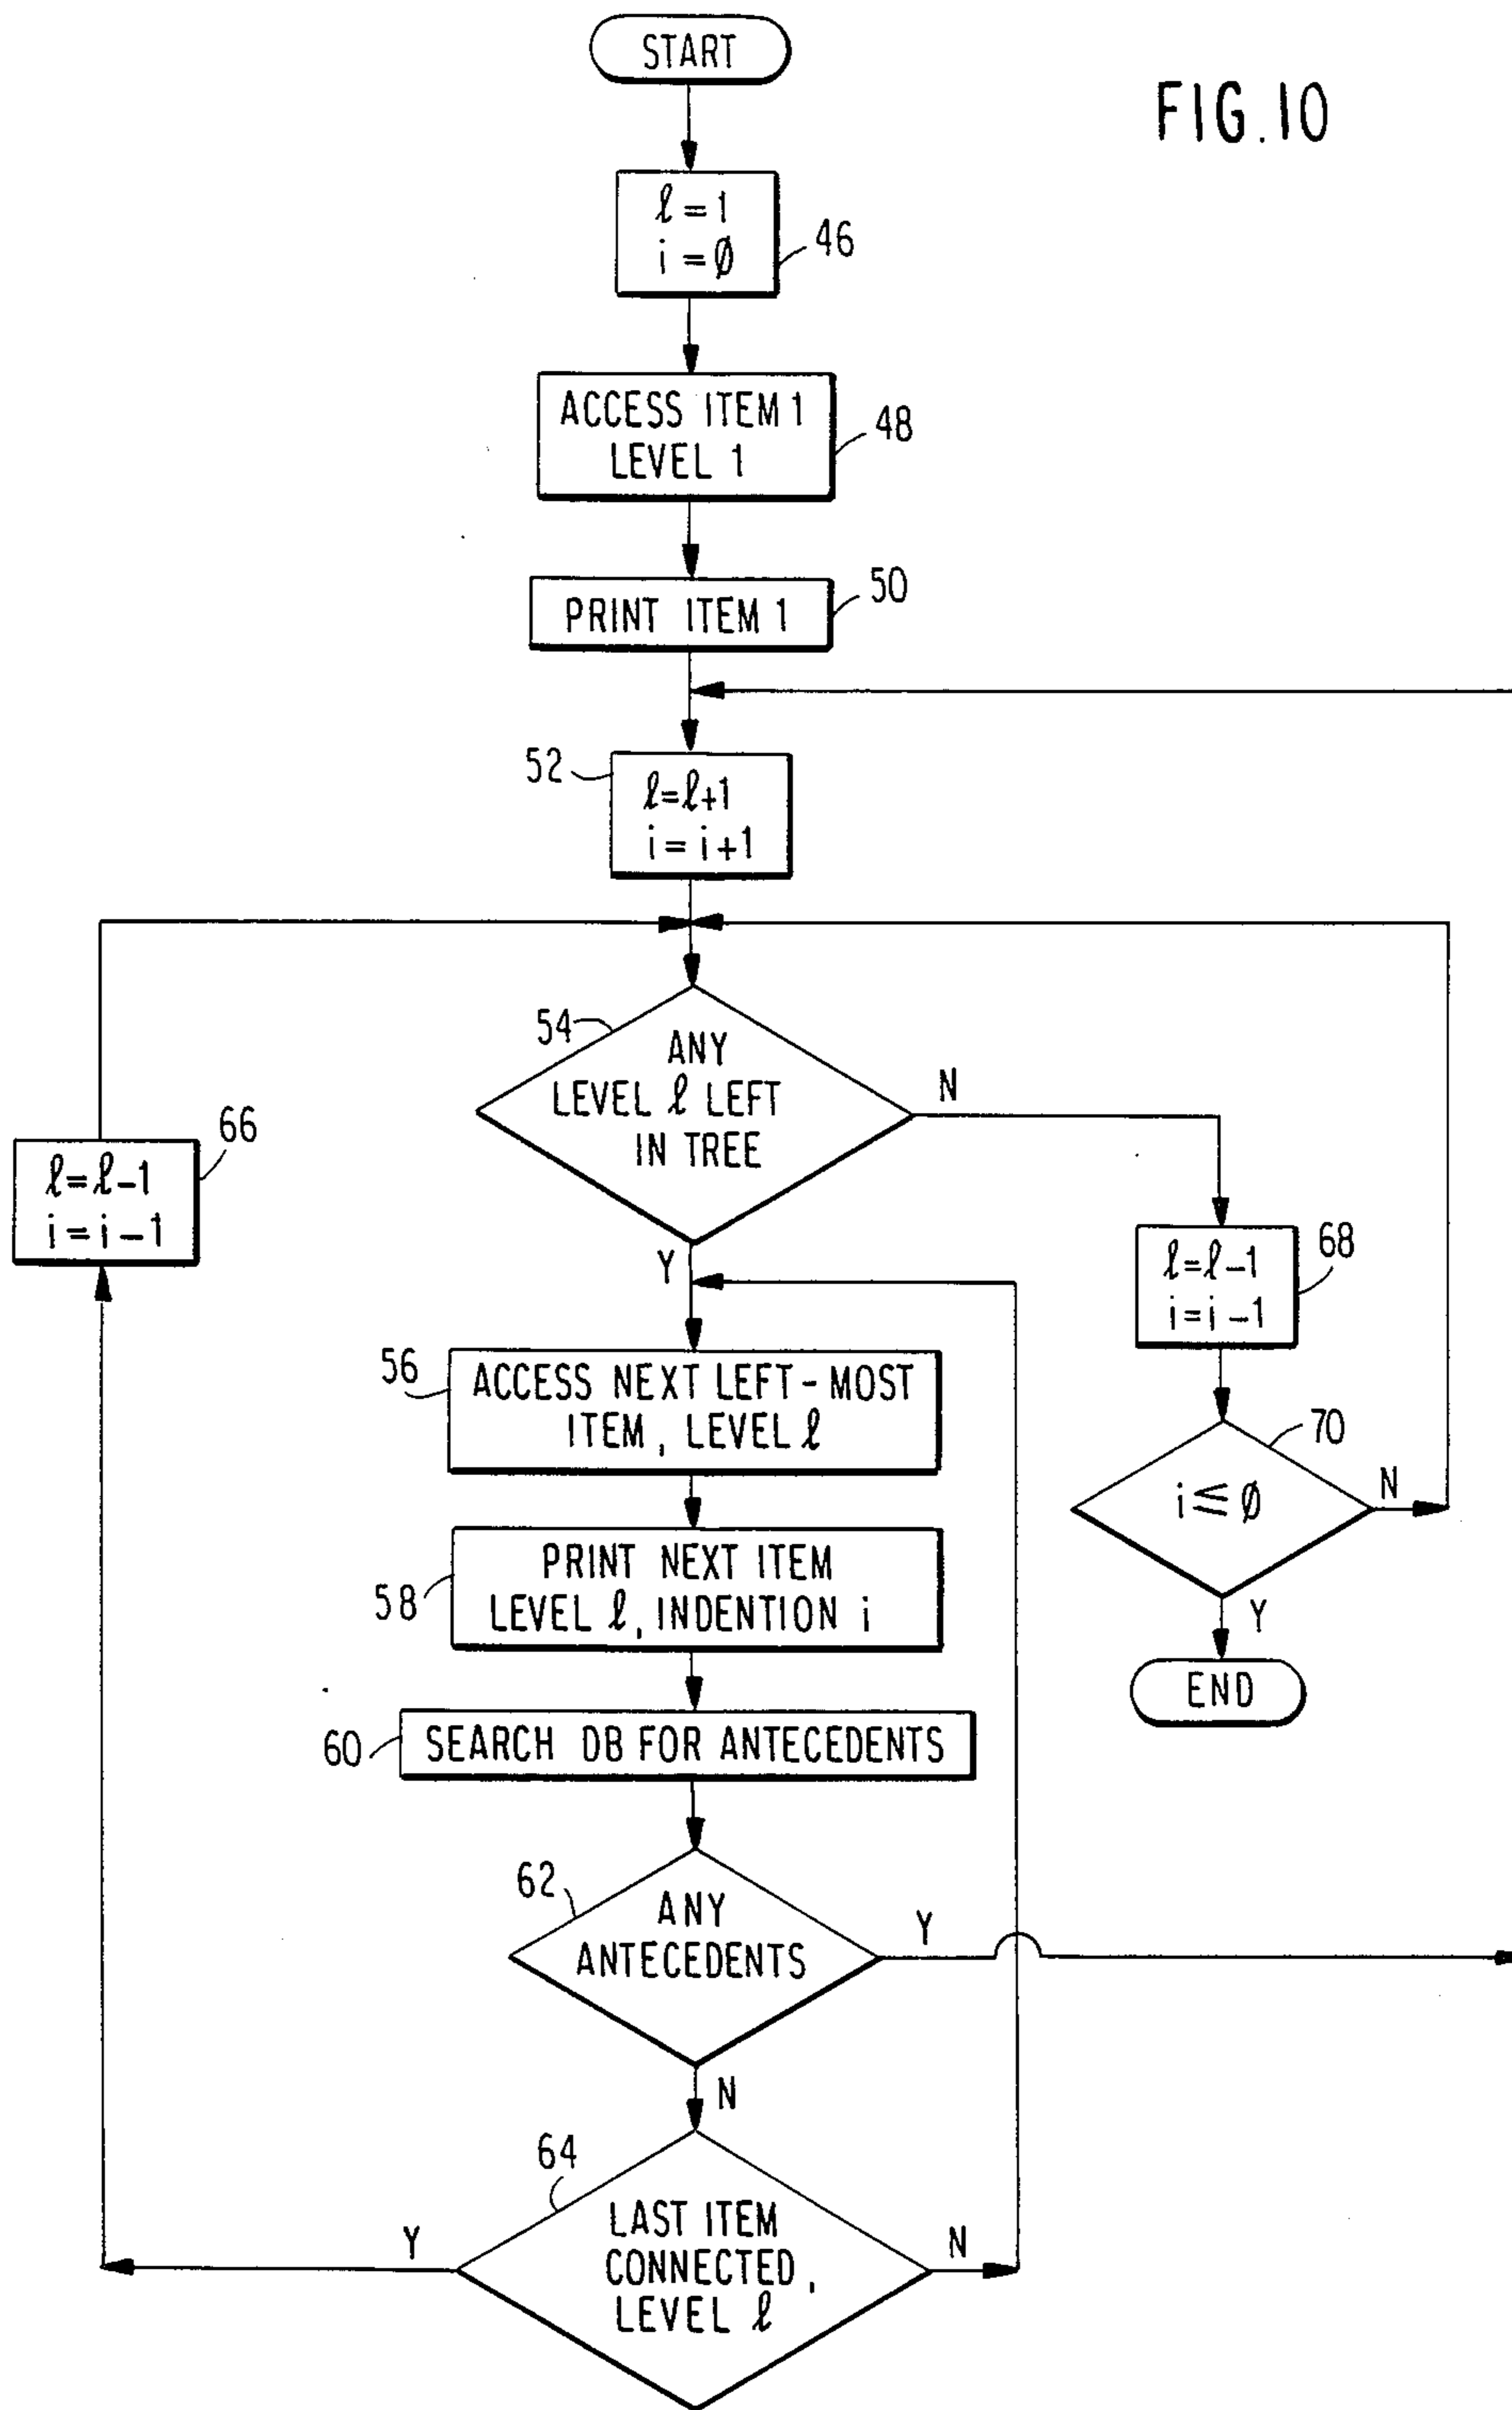 START
FIG. 10
ℓ = 1
i = Ø
46
ACCESS ITEM 1
LEVEL 1
48
PRINT ITEM 1
50
52
ℓ=ℓ+1
i = i+1
54
ANY
LEVEL ℓ LEFT
IN TREE
N
Y
66
ℓ=ℓ-1
i = i-1
68
ℓ=ℓ-1
i = i-1
56
ACCESS NEXT LEFT-MOST
ITEM, LEVEL ℓ
70
i ≤ Ø
N
Y
END
58
PRINT NEXT ITEM
LEVEL ℓ, INDENTION i
60
SEARCH DB FOR ANTECEDENTS
62
ANY
ANTECEDENTS
Y
N
64
LAST ITEM
CONNECTED,
LEVEL ℓ
Y
N